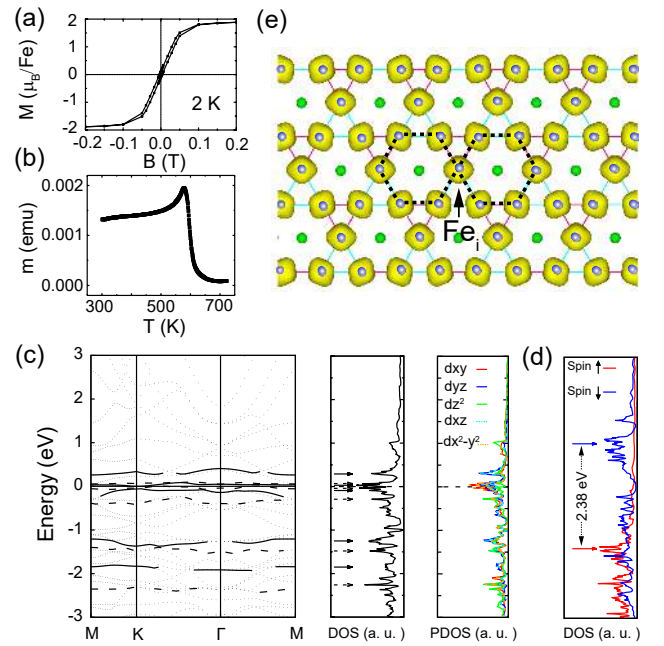 (a)
M (μB/Fe)
2
1
0
-1
-2
2 K
-0.2 -0.1 0.0 0.1 0.2
B (T)
(b)
m (emu)
0.002
0.001
0.000
300 500 700
T (K)
(e)
Fei
(c)
Energy (eV)
3
2
1
0
-1
-2
-3
M K Γ M
DOS (a. u. )
dxy
dyz
dz²
dxz
dx²-y²
PDOS (a. u. )
(d)
Spin ↑
Spin ↓
2.38 eV
DOS (a. u. )